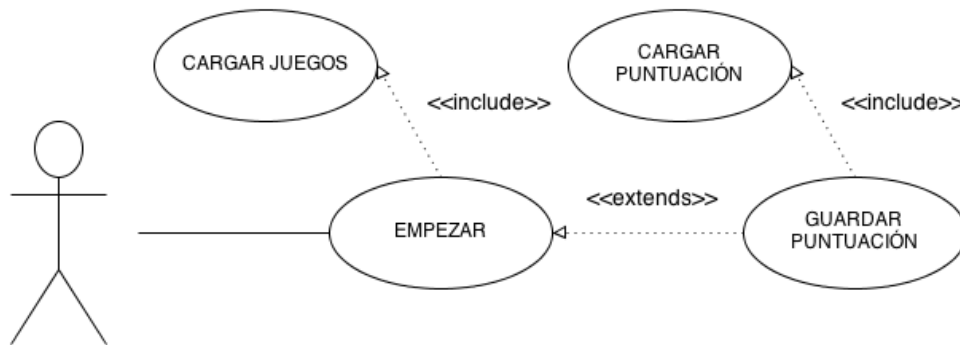 CARGAR JUEGOS
CARGAR
PUNTUACIÓN
<<include>>
<<include>>
<<extends>>
EMPEZAR
GUARDAR
PUNTUACIÓN